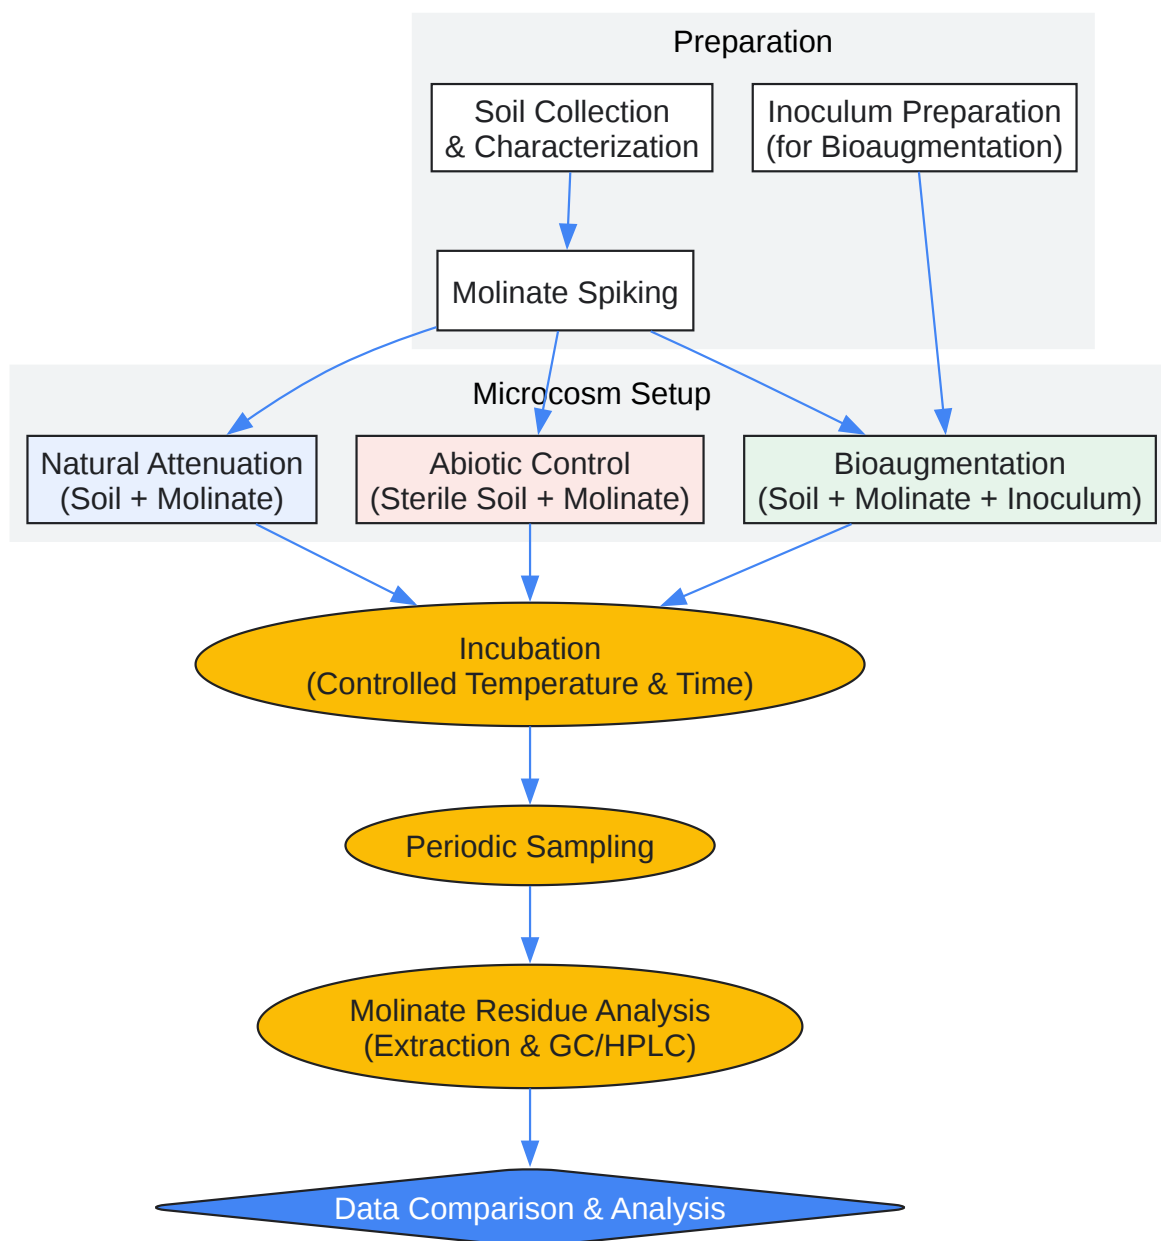 Preparation
Soil Collection
& Characterization
Inoculum Preparation
(for Bioaugmentation)
Molinate Spiking
Microcosm Setup
Natural Attenuation
(Soil + Molinate)
Abiotic Control
(Sterile Soil + Molinate)
Bioaugmentation
(Soil + Molinate + Inoculum)
Incubation
(Controlled Temperature & Time)
Periodic Sampling
Molinate Residue Analysis
(Extraction & GC/HPLC)
Data Comparison & Analysis